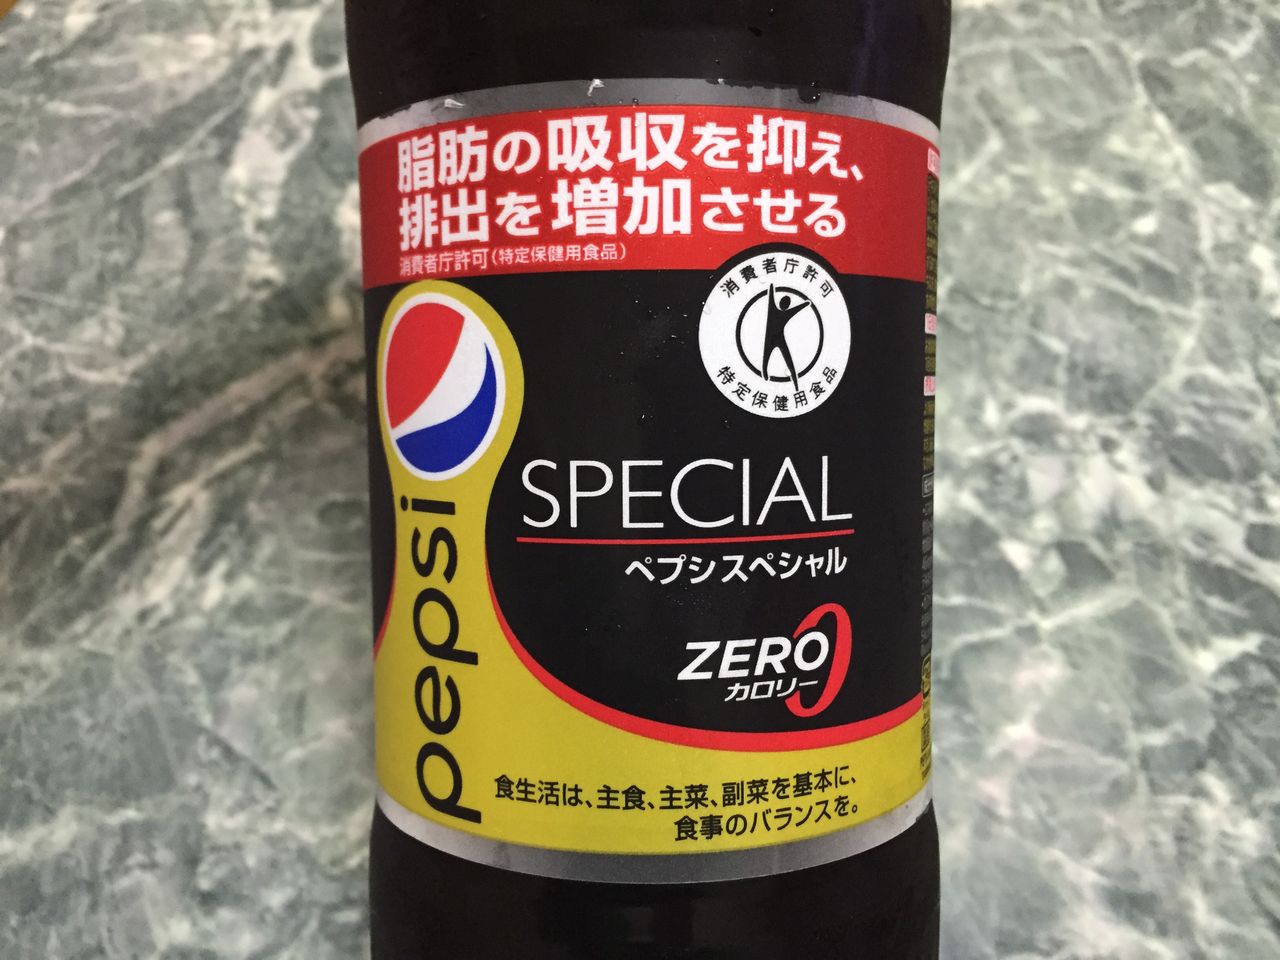 脂肪の吸収を抑え、
排出を増加させる
消費者庁許可(特定保健用食品)
消費者庁許可
特定保健用食品
pepsi
SPECIAL
ペプシ スペシャル
ZERO
カロリー
0
食生活は、主食、主菜、副菜を基本に、
食事のバランスを。